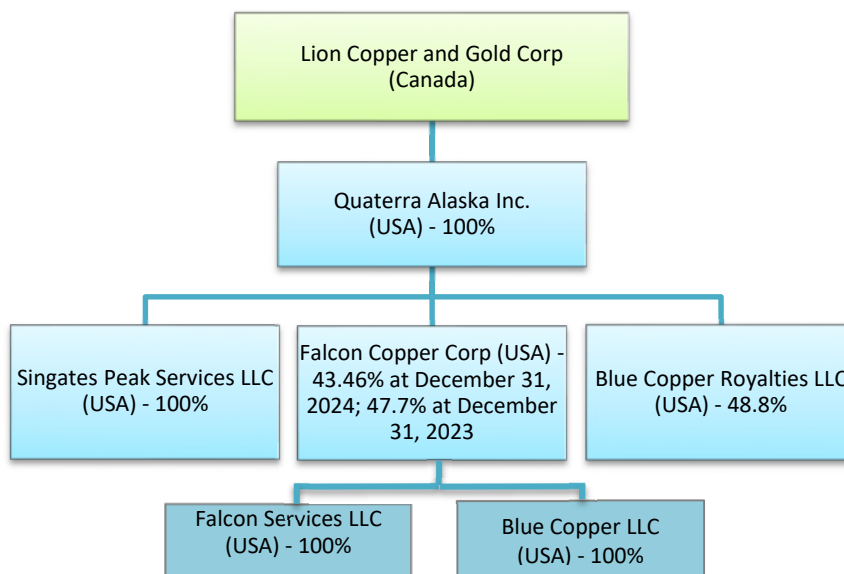 Lion Copper and Gold Corp
(Canada)
Quaterra Alaska Inc.
(USA) - 100%
Singates Peak Services LLC
(USA) - 100%
Falcon Copper Corp (USA) -
43.46% at December 31,
2024; 47.7% at December
31, 2023
Blue Copper Royalties LLC
(USA) - 48.8%
Falcon Services LLC
(USA) - 100%
Blue Copper LLC
(USA) - 100%